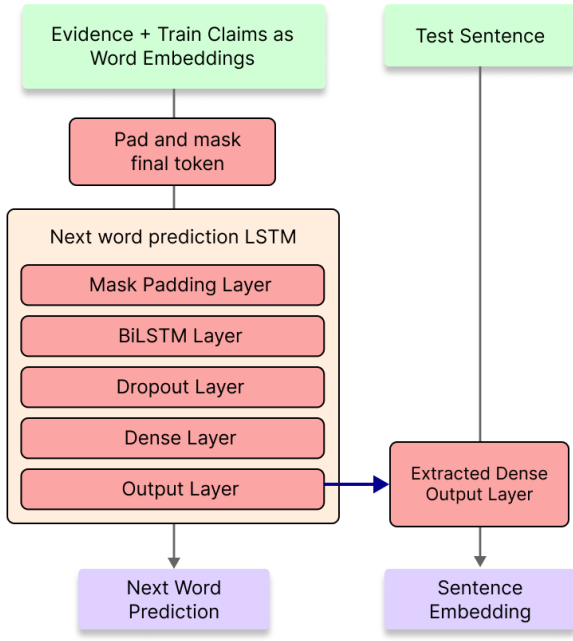 Evidence + Train Claims as
Word Embeddings
Test Sentence
Pad and mask
final token
Next word prediction LSTM
Mask Padding Layer
BiLSTM Layer
Dropout Layer
Dense Layer
Output Layer
Extracted Dense
Output Layer
Next Word
Prediction
Sentence
Embedding